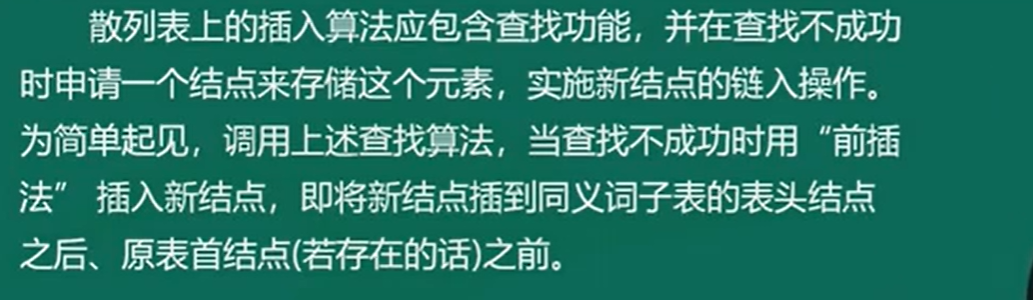 散列表上的插入算法应包含查找功能，并在查找不成功
时申请一个结点来存储这个元素，实施新结点的链入操作。
为简单起见，调用上述查找算法，当查找不成功时用“前插
法” 插入新结点，即将新结点插到同义词子表的表头结点
之后、原表首结点(若存在的话)之前。